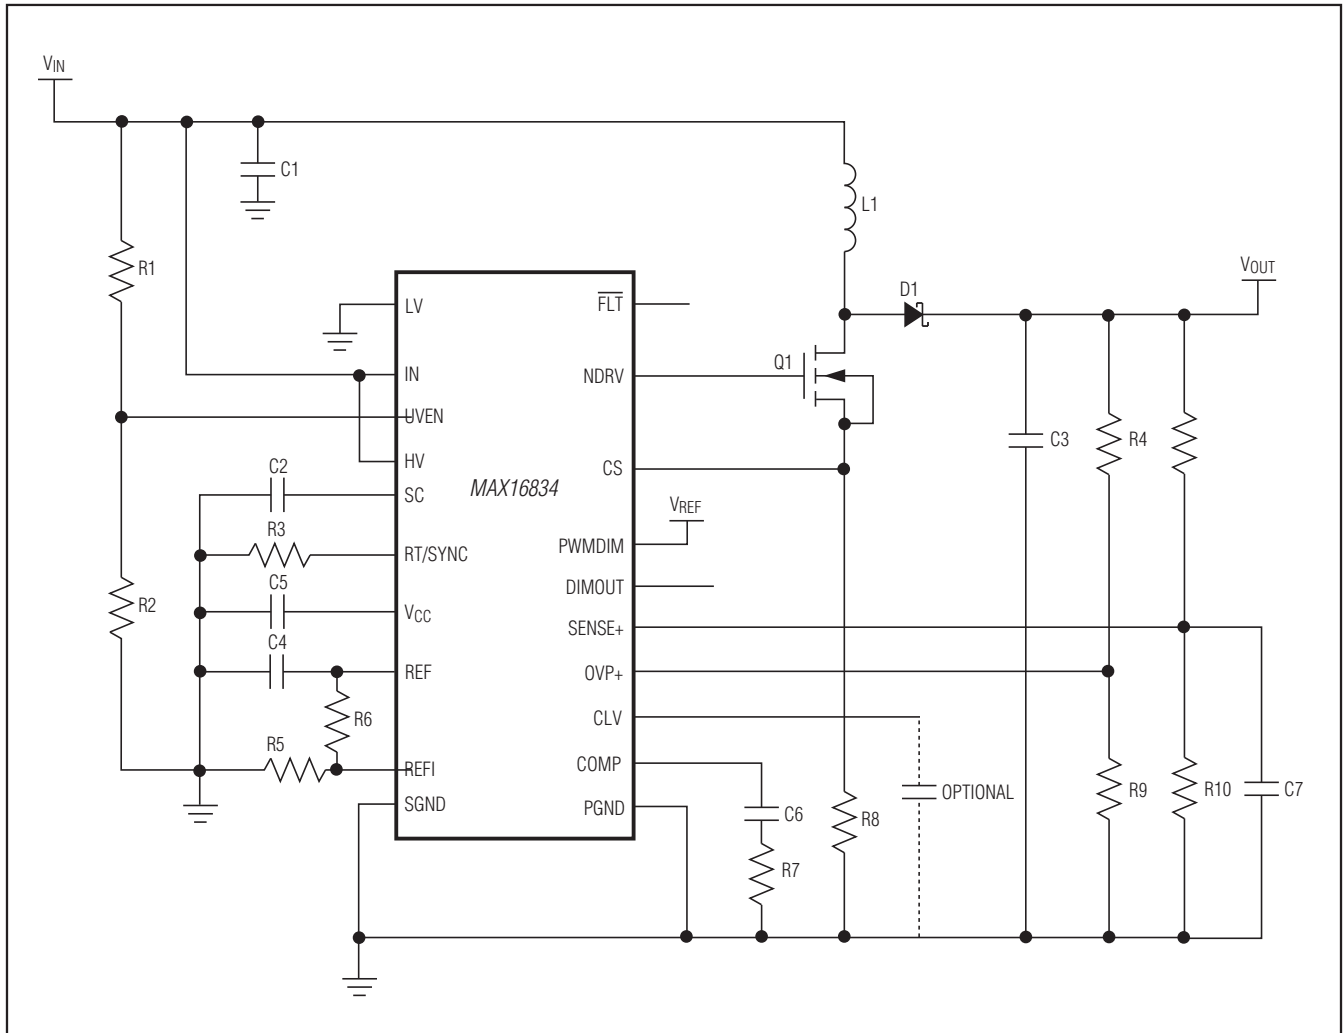 VIN
C1
L1
R1
VOUT
D1
LV
FLT
Q1
IN
NDRV
UVEN
C3
R4
HV
CS
C2
SC
MAX16834
VREF
R3
RT/SYNC
PWMDIM
C5
DIMOUT
R2
VCC
SENSE+
C4
REF
OVP+
R6
CLV
R5
REFI
COMP
OPTIONAL
R9
R10
C7
SGND
PGND
C6
R8
R7